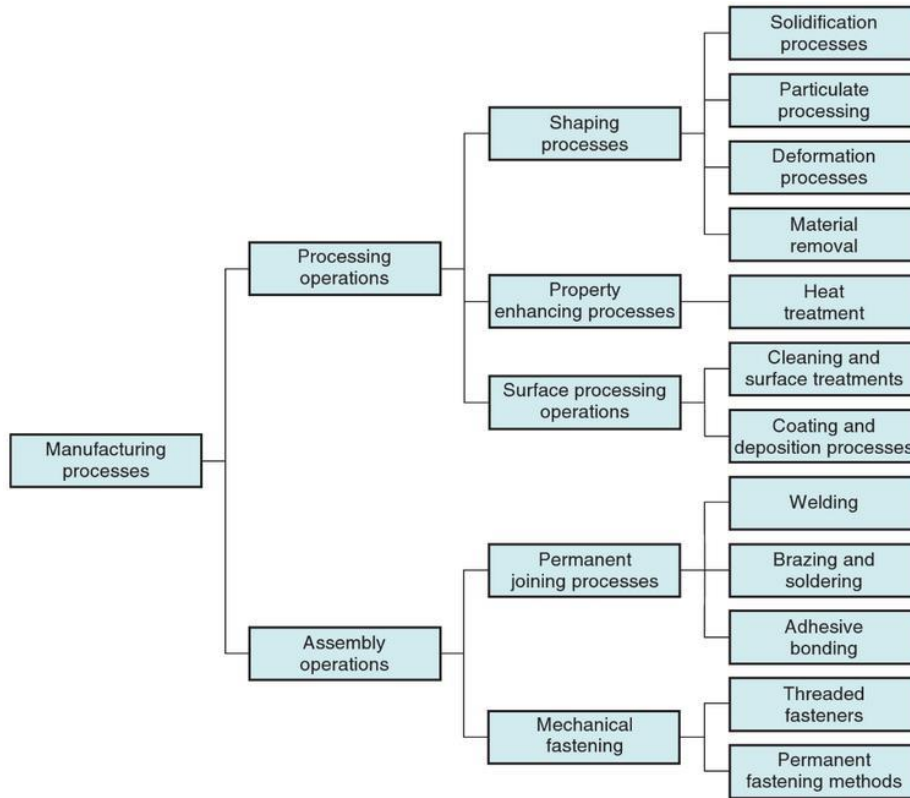 Manufacturing
processes
Processing
operations
Assembly
operations
Shaping
processes
Property
enhancing processes
Surface processing
operations
Permanent
joining processes
Mechanical
fastening
Solidification
processes
Particulate
processing
Deformation
processes
Material
removal
Heat
treatment
Cleaning and
surface treatments
Coating and
deposition processes
Welding
Brazing and
soldering
Adhesive
bonding
Threaded
fasteners
Permanent
fastening methods